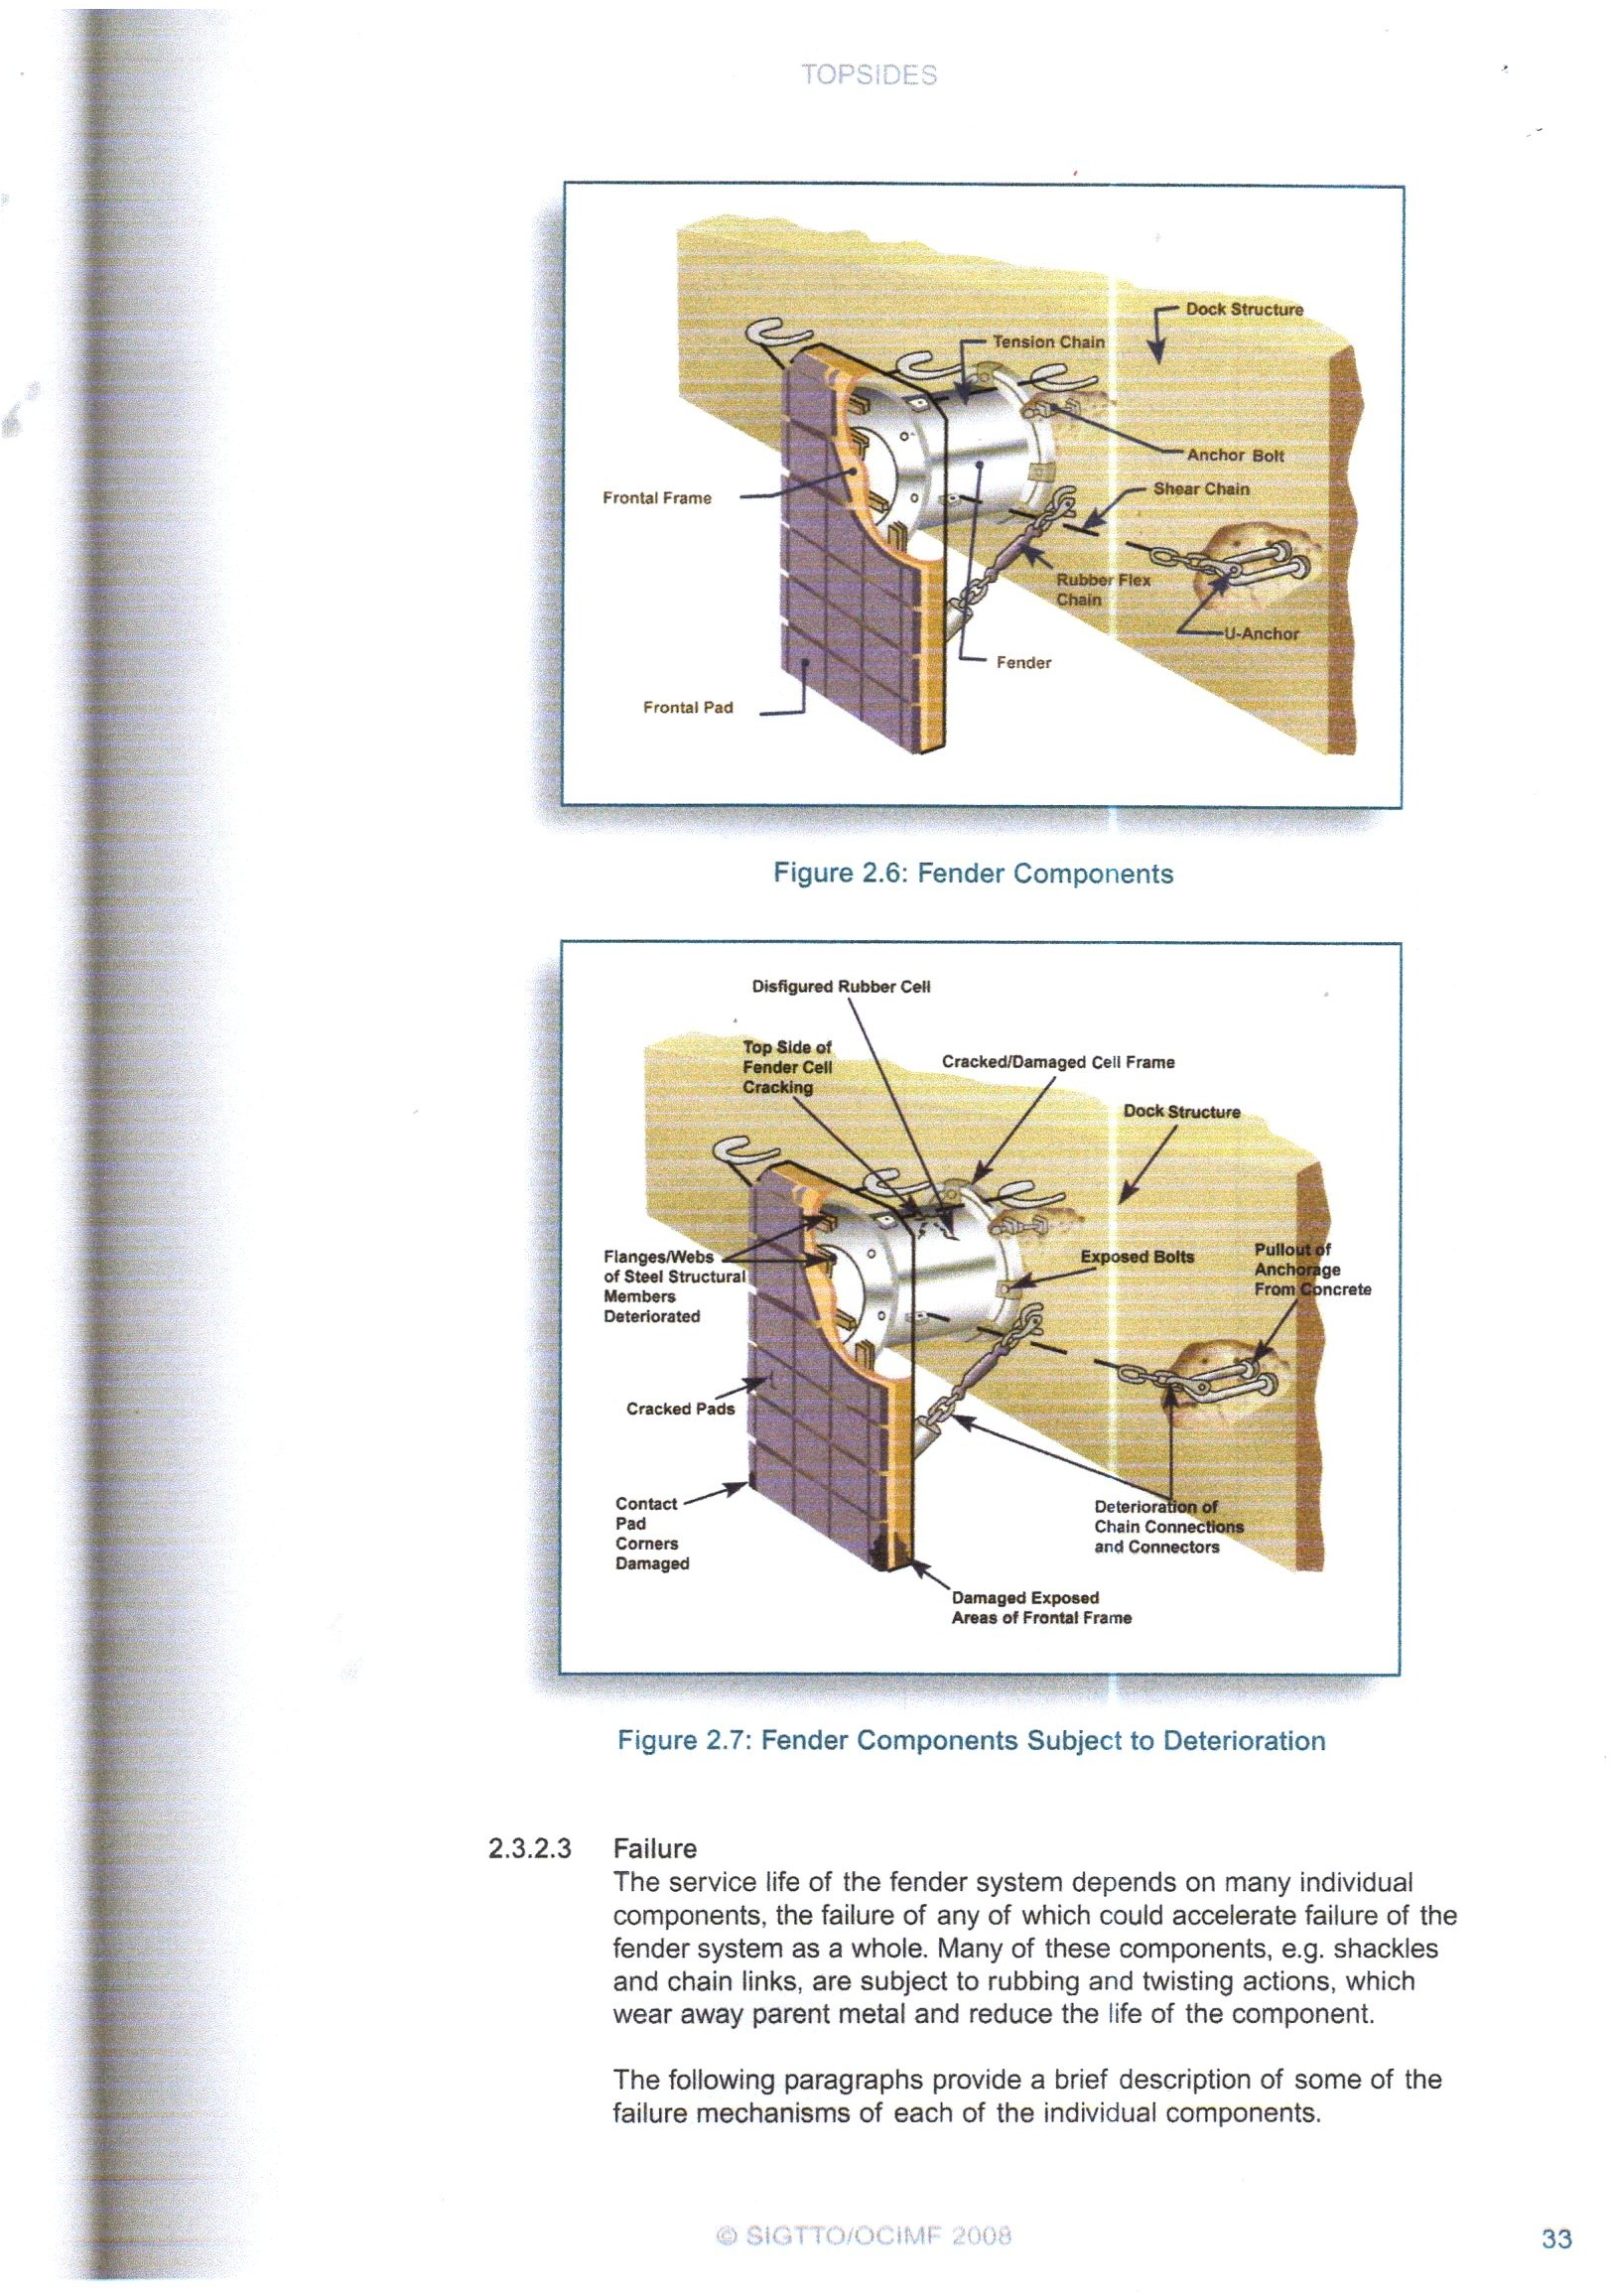 TOPSIDES
Dock Structure
Tension Chain
Anchor Bolt
Shear Chain
Frontal Frame
Rubber Flex
Chain
U-Anchor
Fender
Frontal Pad
Figure 2.6: Fender Components
Disfigured Rubber Cell
Top Side of
Fender Cell
Cracking
Cracked/Damaged Cell Frame
Dock Structure
Flanges/Webs
of Steel Structural
Members
Deteriorated
Exposed Bolts
Pullout of
Anchorage
From Concrete
Cracked Pads
Contact
Pad
Corners
Damaged
Deterioration of
Chain Connections
and Connectors
Damaged Exposed
Areas of Frontal Frame
Figure 2.7: Fender Components Subject to Deterioration
2.3.2.3 Failure
The service life of the fender system depends on many individual
components, the failure of any of which could accelerate failure of the
fender system as a whole. Many of these components, e.g. shackles
and chain links, are subject to rubbing and twisting actions, which
wear away parent metal and reduce the life of the component.
The following paragraphs provide a brief description of some of the
failure mechanisms of each of the individual components.
© SIGTTO/OCIMF 2008
33